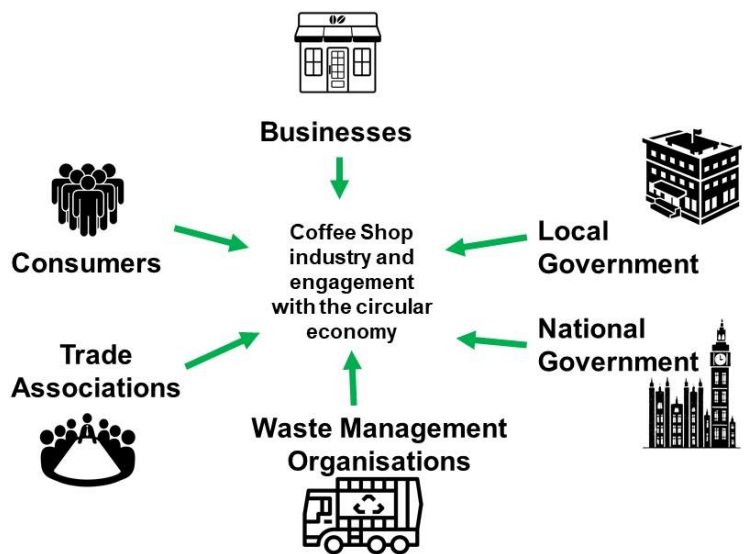 Businesses
Consumers
Coffee Shop
industry and
engagement
with the circular
economy
Local
Government
Trade
Associations
National
Government
Waste Management
Organisations